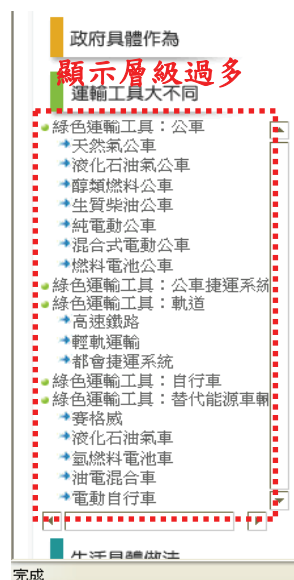 政府具體作為
顯示層級過多
運輸工具大不同
綠色運輸工具：公車
天然氣公車
液化石油氣公車
醇類燃料公車
生質柴油公車
純電動公車
混合式電動公車
燃料電池公車
綠色運輸工具：公車捷運系統
綠色運輸工具：軌道
高速鐵路
輕軌運輸
都會捷運系統
綠色運輸工具：自行車
綠色運輸工具：替代能源車輛
賽格威
液化石油氣車
氫燃料電池車
油電混合車
電動自行車
生活具體做法
完成